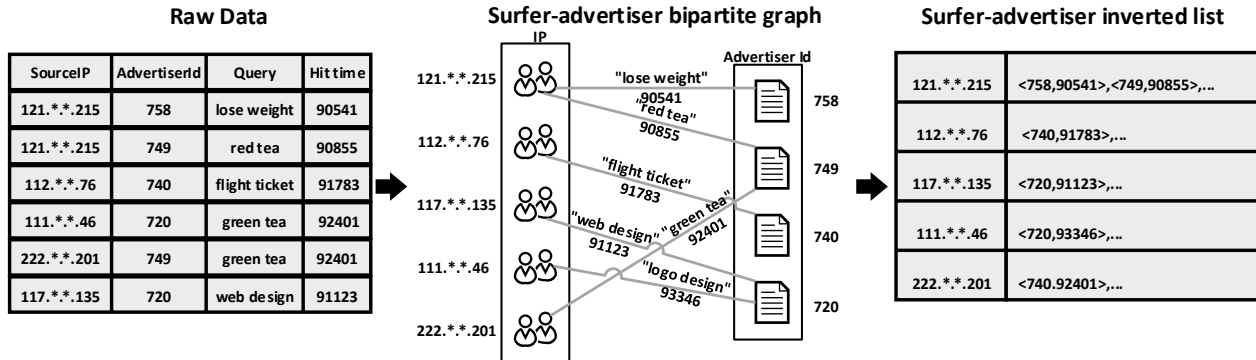 Raw Data
SourceIP AdvertiserId Query Hit time
121.*.*.215 758 lose weight 90541
121.*.*.215 749 red tea 90855
112.*.*.76 740 flight ticket 91783
111.*.*.46 720 green tea 92401
222.*.*.201 749 green tea 92401
117.*.*.135 720 web design 91123
Surfer-advertiser bipartite graph
IP
Advertiser Id
121.*.*.215
112.*.*.76
117.*.*.135
111.*.*.46
222.*.*.201
"lose weight"
90541
"red tea"
90855
"flight ticket"
91783
"web design"
91123
"green tea"
92401
"logo design"
93346
758
749
740
720
Surfer-advertiser inverted list
121.*.*.215 <758,90541>,<749,90855>,...
112.*.*.76 <740,91783>,...
117.*.*.135 <720,91123>,...
111.*.*.46 <720,93346>,...
222.*.*.201 <740.92401>,...